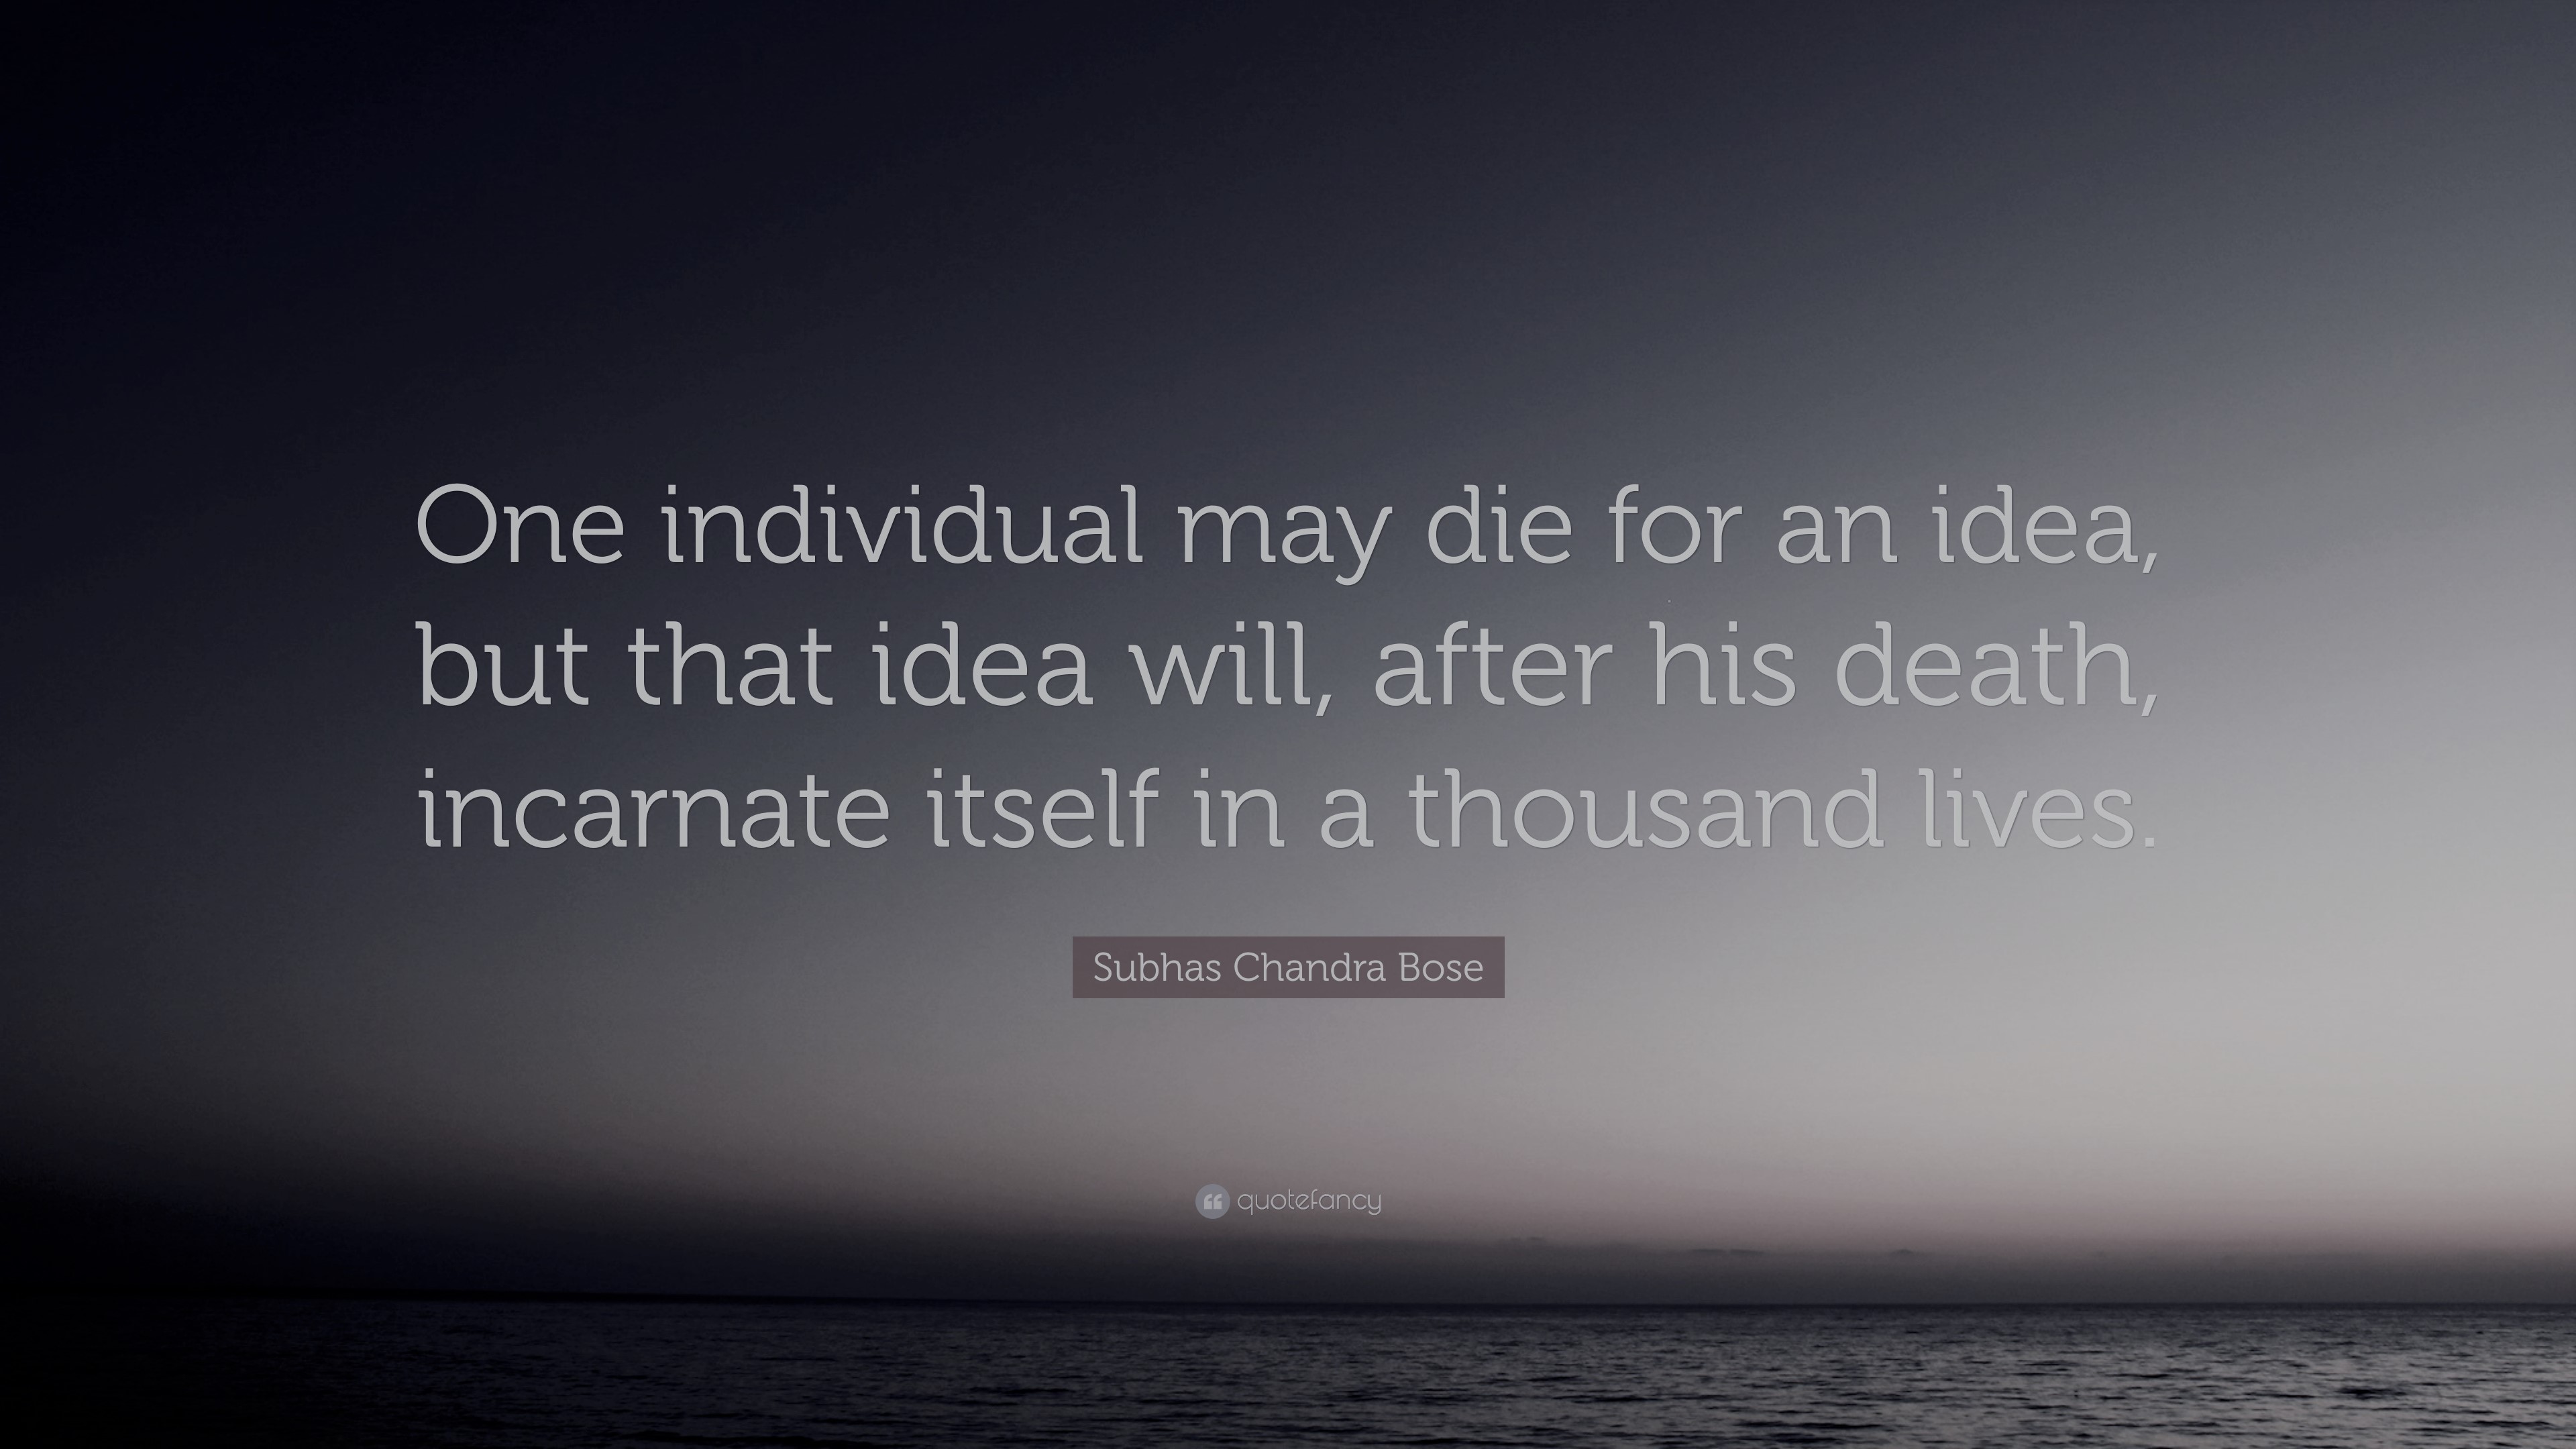 One individual may die for an idea,
but that idea will, after his death,
incarnate itself in a thousand lives.
Subhas Chandra Bose
quotefancy